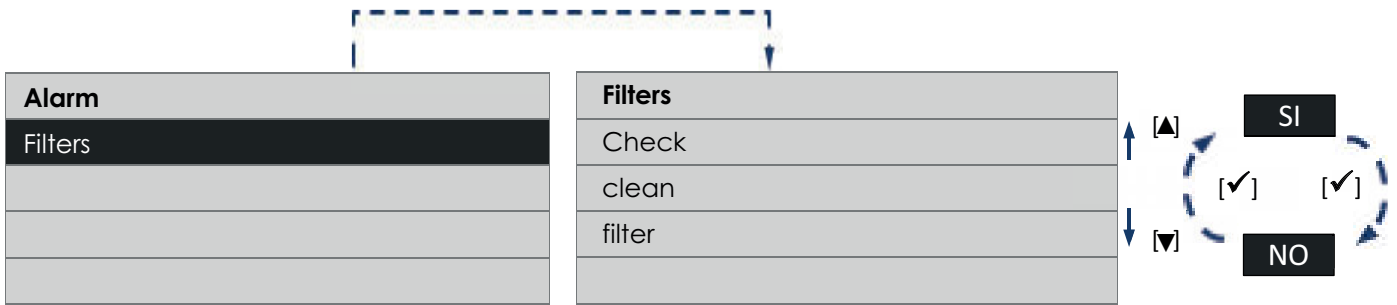 Alarm
Filters
Filters
Check
clean
filter
[▲]
[▼]
SI
[✓] [✓]
NO